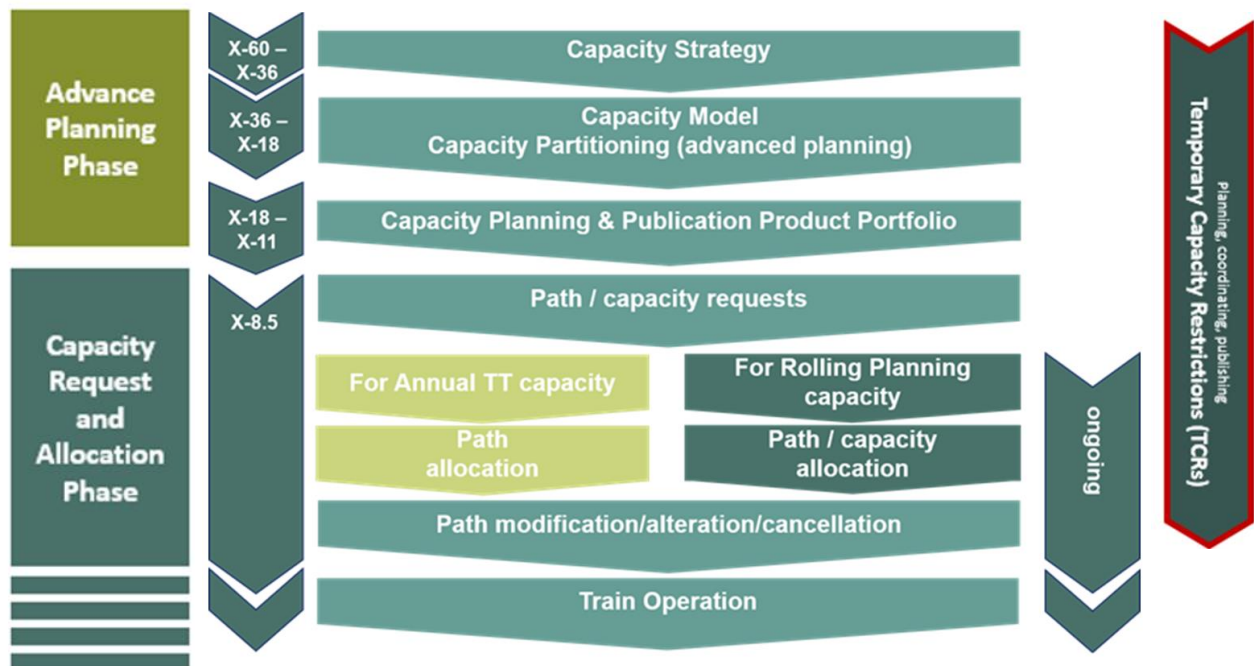 Advance
Planning
Phase
X-60 –
X-36
Capacity Strategy
X-36 –
X-18
Capacity Model
Capacity Partitioning (advanced planning)
X-18 –
X-11
Capacity Planning & Publication Product Portfolio
Capacity
Request
and
Allocation
Phase
X-8.5
Path / capacity requests
For Annual TT capacity
For Rolling Planning
capacity
Path
allocation
Path / capacity
allocation
Path modification/alteration/cancellation
Train Operation
ongoing
Planning, coordinating, publishing
Temporary Capacity Restrictions (TCRs)